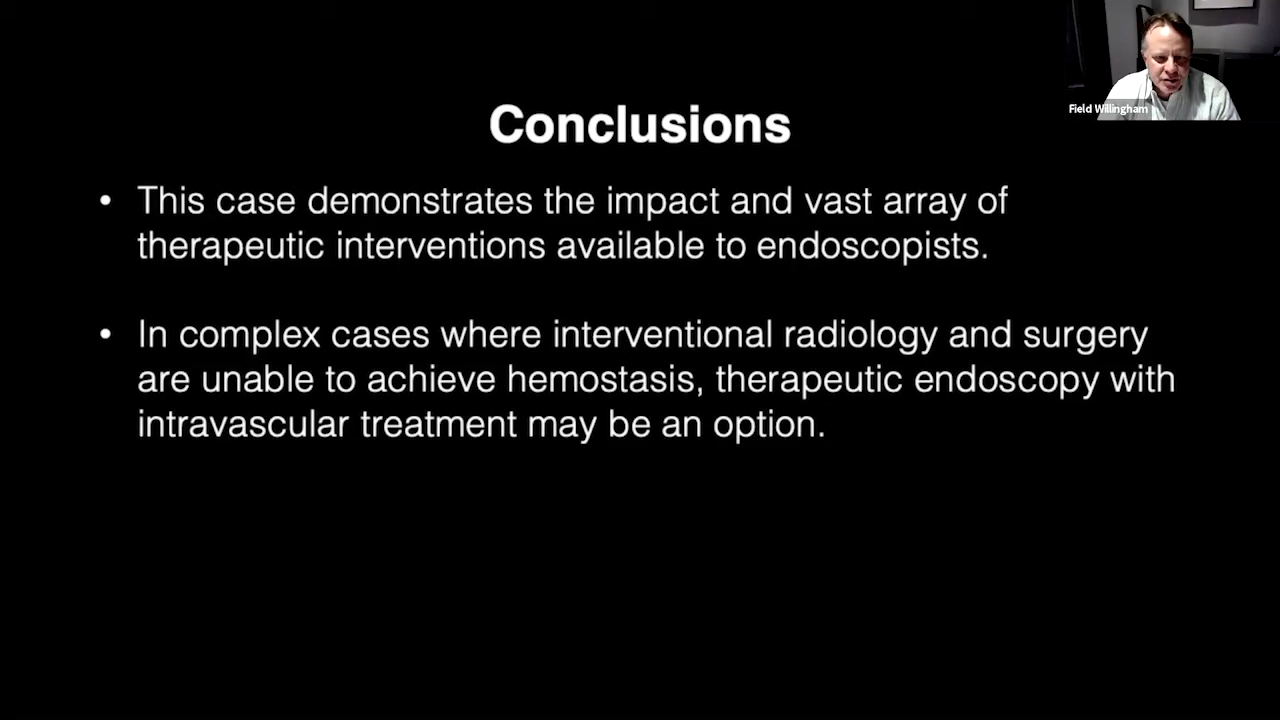 Field Willingham
Conclusions
• This case demonstrates the impact and vast array of
therapeutic interventions available to endoscopists.
• In complex cases where interventional radiology and surgery
are unable to achieve hemostasis, therapeutic endoscopy with
intravascular treatment may be an option.